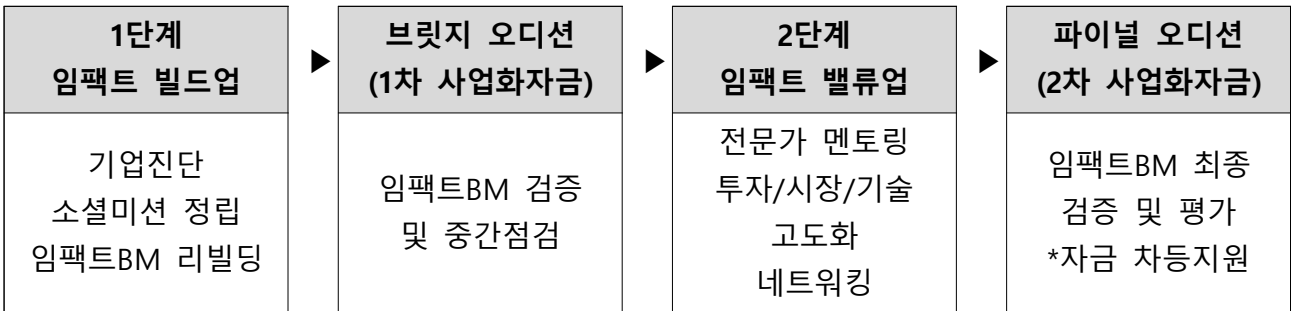 1단계
임팩트 빌드업
기업진단
소셜미션 정립
임팩트BM 리빌딩
▶
브릿지 오디션
(1차 사업화자금)
임팩트BM 검증
및 중간점검
▶
2단계
임팩트 밸류업
전문가 멘토링
투자/시장/기술
고도화
네트워킹
▶
파이널 오디션
(2차 사업화자금)
임팩트BM 최종
검증 및 평가
*자금 차등지원